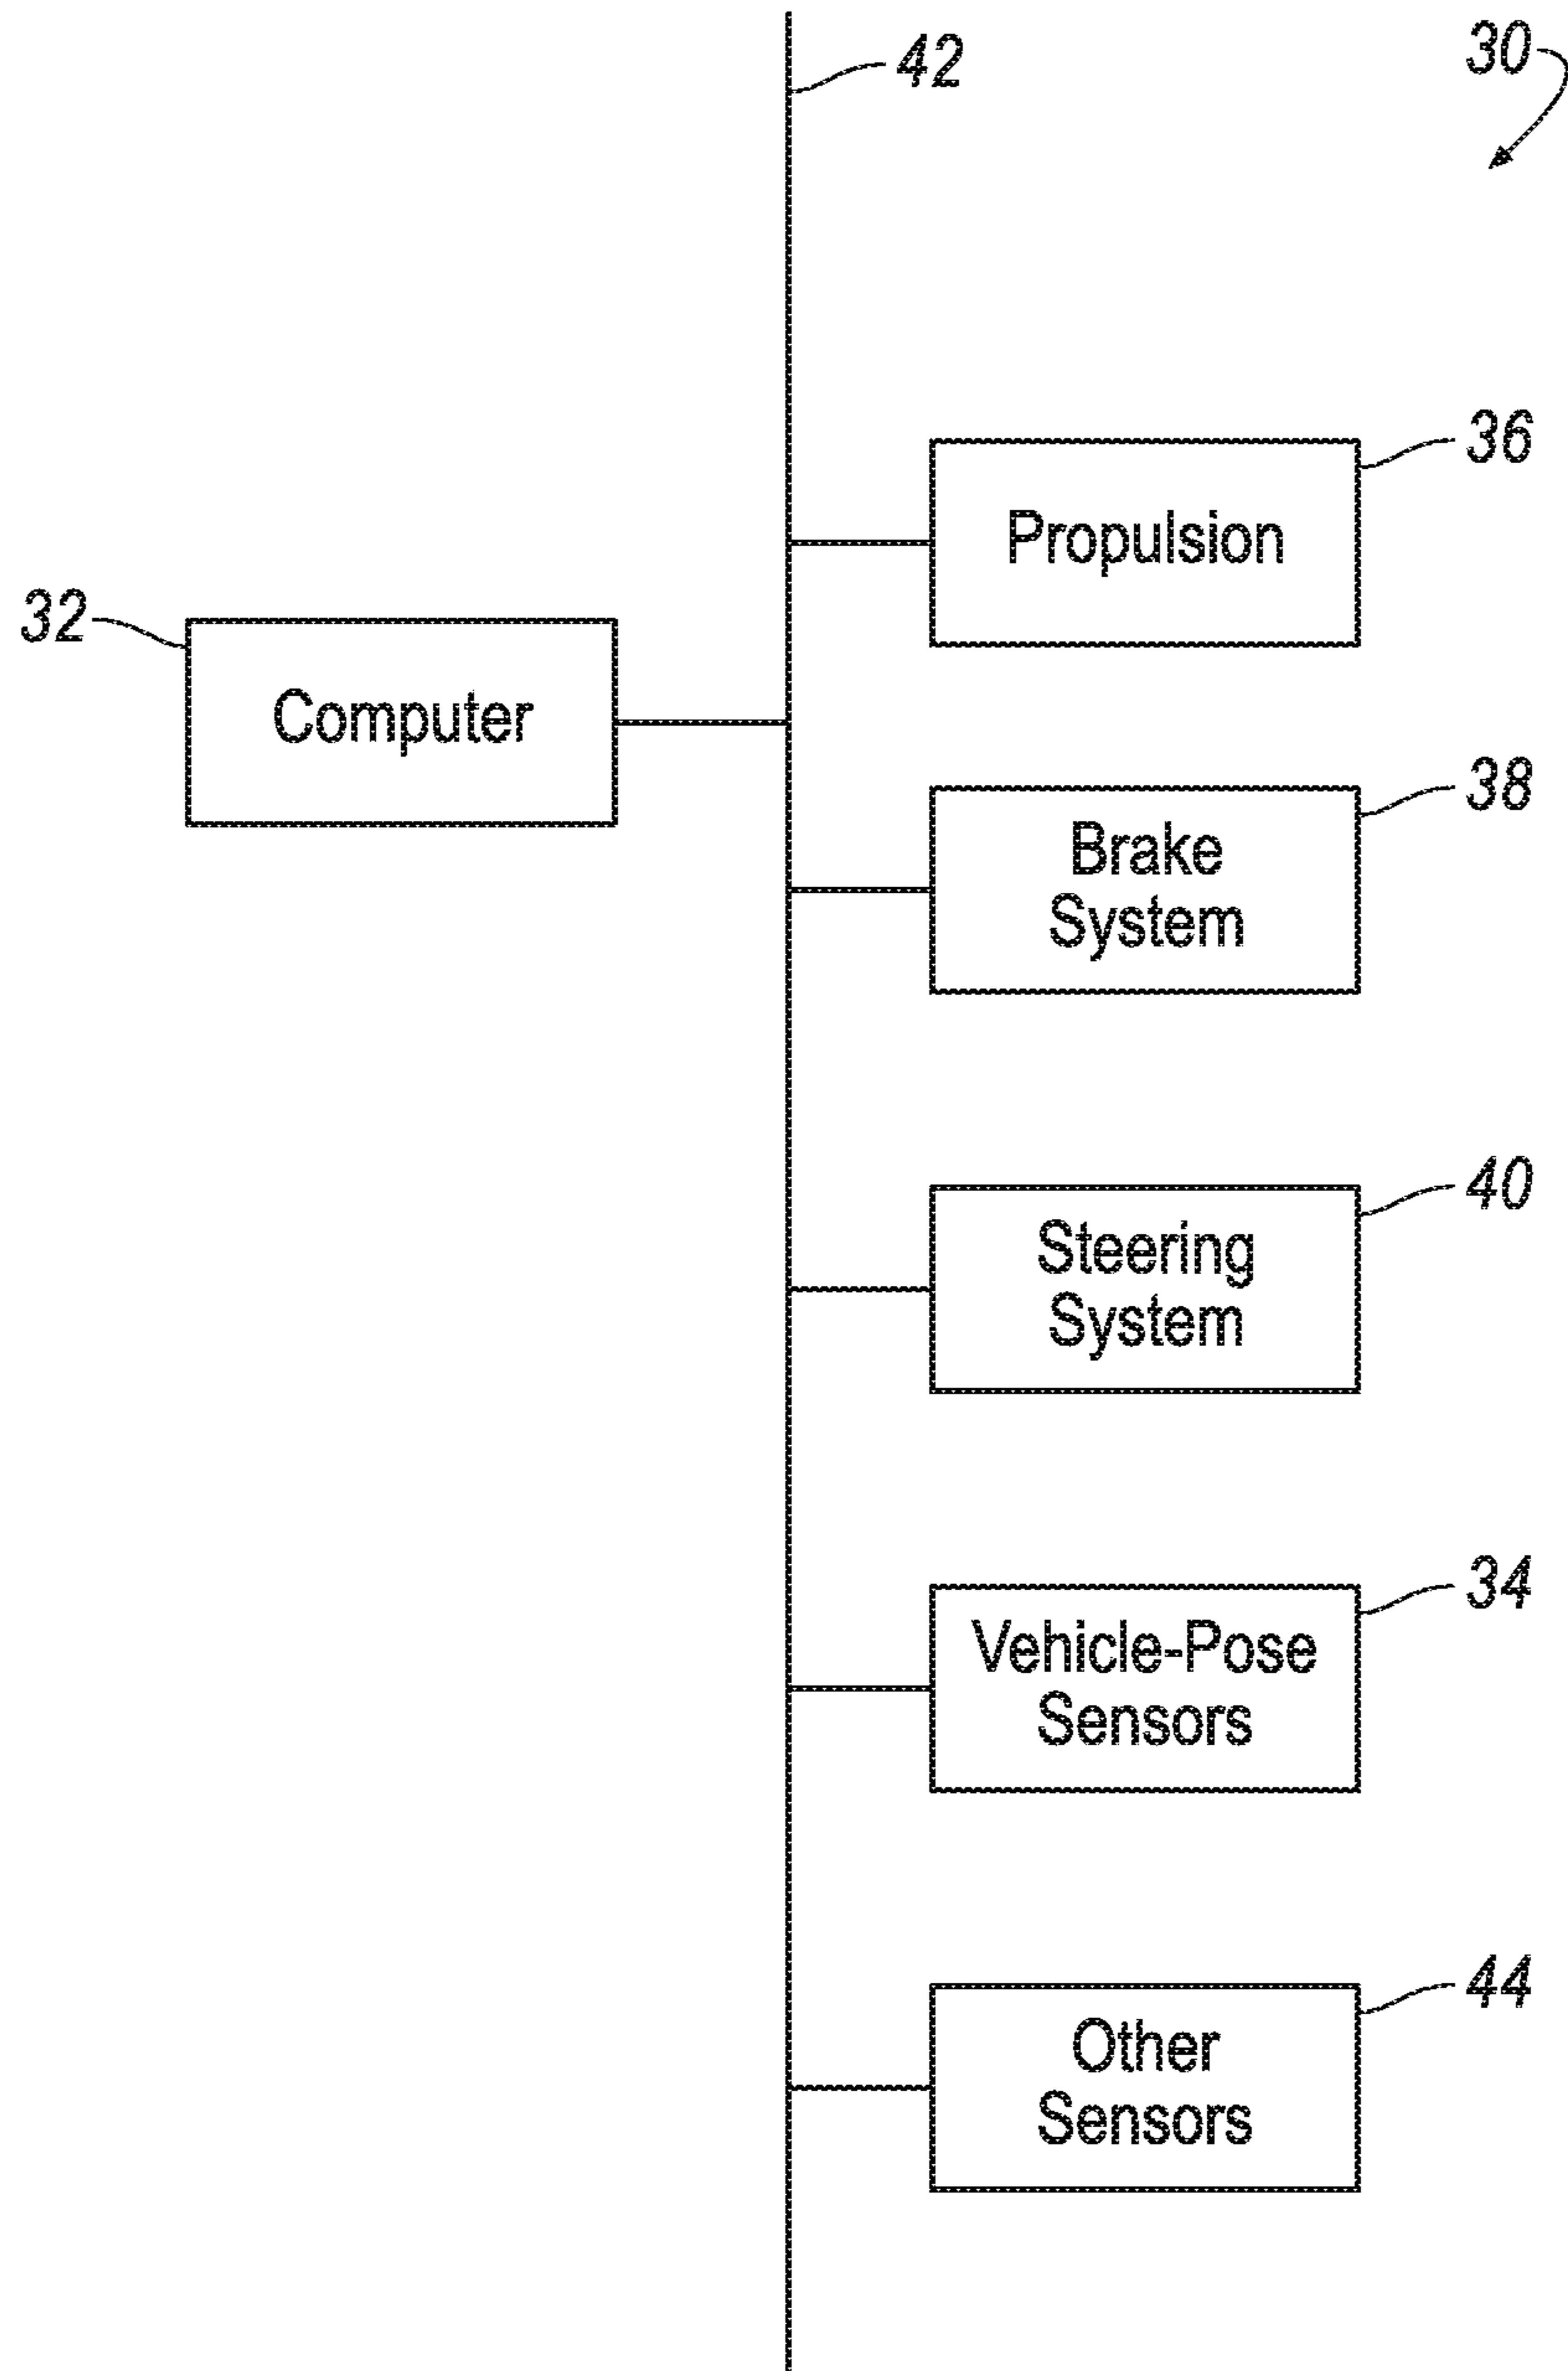 42
30
36
Propulsion
32
Computer
38
Brake
System
40
Steering
System
34
Vehicle-Pose
Sensors
44
Other
Sensors